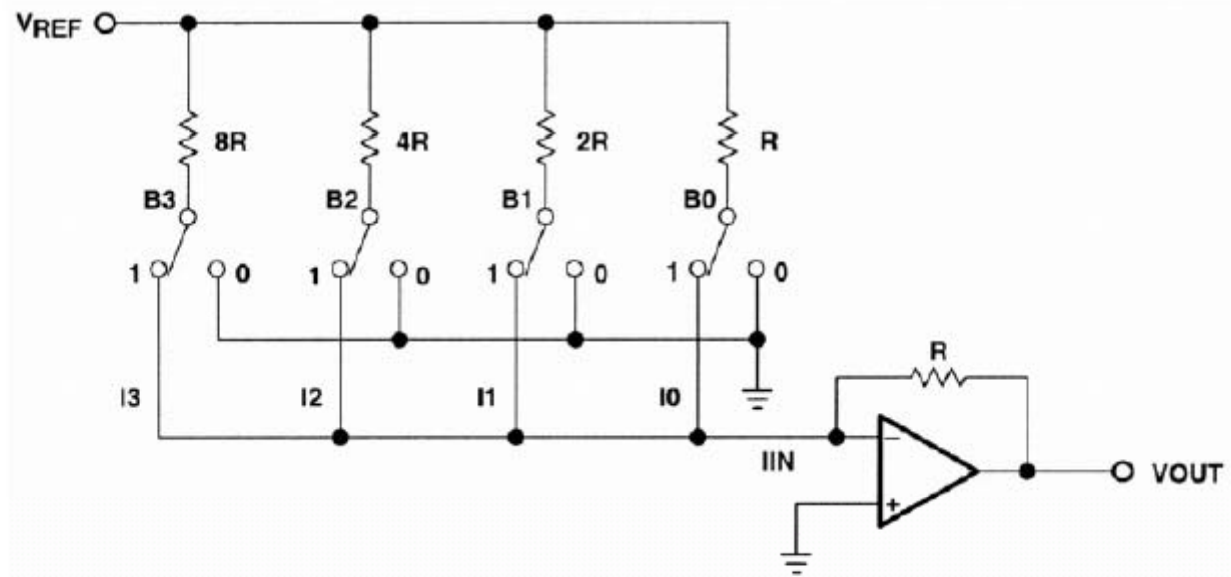 VREF
8R 4R 2R R
B3 B2 B1 B0
1 0 1 0 1 0 1 0
I3 I2 I1 I0
R
IIN
−
+
VOUT